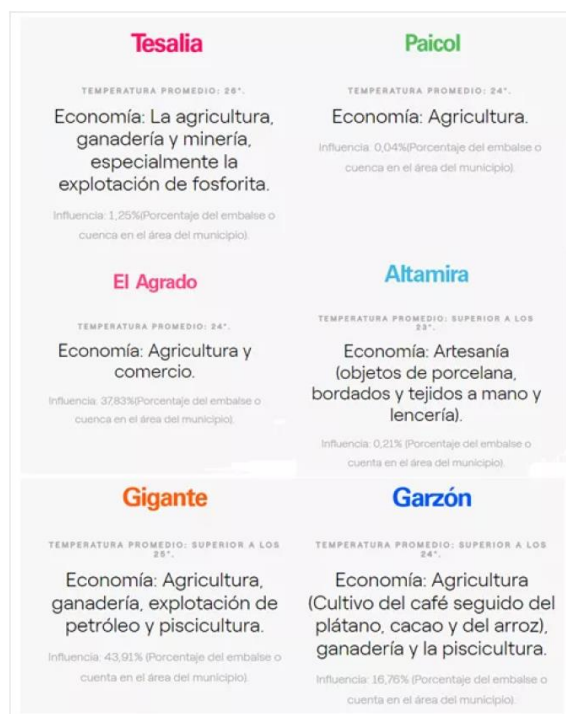 Tesalia
TEMPERATURA PROMEDIO: 26°.
Economía: La agricultura,
ganadería y minería,
especialmente la
explotación de fosforita.
Influencia: 1,25%(Porcentaje del embalse o
cuenca en el área del municipio).
Paicol
TEMPERATURA PROMEDIO: 24°.
Economía: Agricultura.
Influencia: 0,04%(Porcentaje del embalse o
cuenca en el área del municipio).
El Agrado
TEMPERATURA PROMEDIO: 24°.
Economía: Agricultura y
comercio.
Influencia: 37,83%(Porcentaje del embalse o
cuenca en el área del municipio).
Altamira
TEMPERATURA PROMEDIO: SUPERIOR A LOS
23°.
Economía: Artesanía
(objetos de porcelana,
bordados y tejidos a mano y
lencería).
Influencia: 0,21% (Porcentaje del embalse o
cuenta en el área del municipio).
Gigante
TEMPERATURA PROMEDIO: SUPERIOR A LOS
25°.
Economía: Agricultura,
ganadería, explotación de
petróleo y piscicultura.
Influencia: 43,91% (Porcentaje del embalse o
cuenta en el área del municipio).
Garzón
TEMPERATURA PROMEDIO: SUPERIOR A LOS
24°.
Economía: Agricultura
(Cultivo del café seguido del
plátano, cacao y del arroz),
ganadería y la piscicultura.
Influencia: 16,76% (Porcentaje del embalse o
cuenta en el área del municipio).